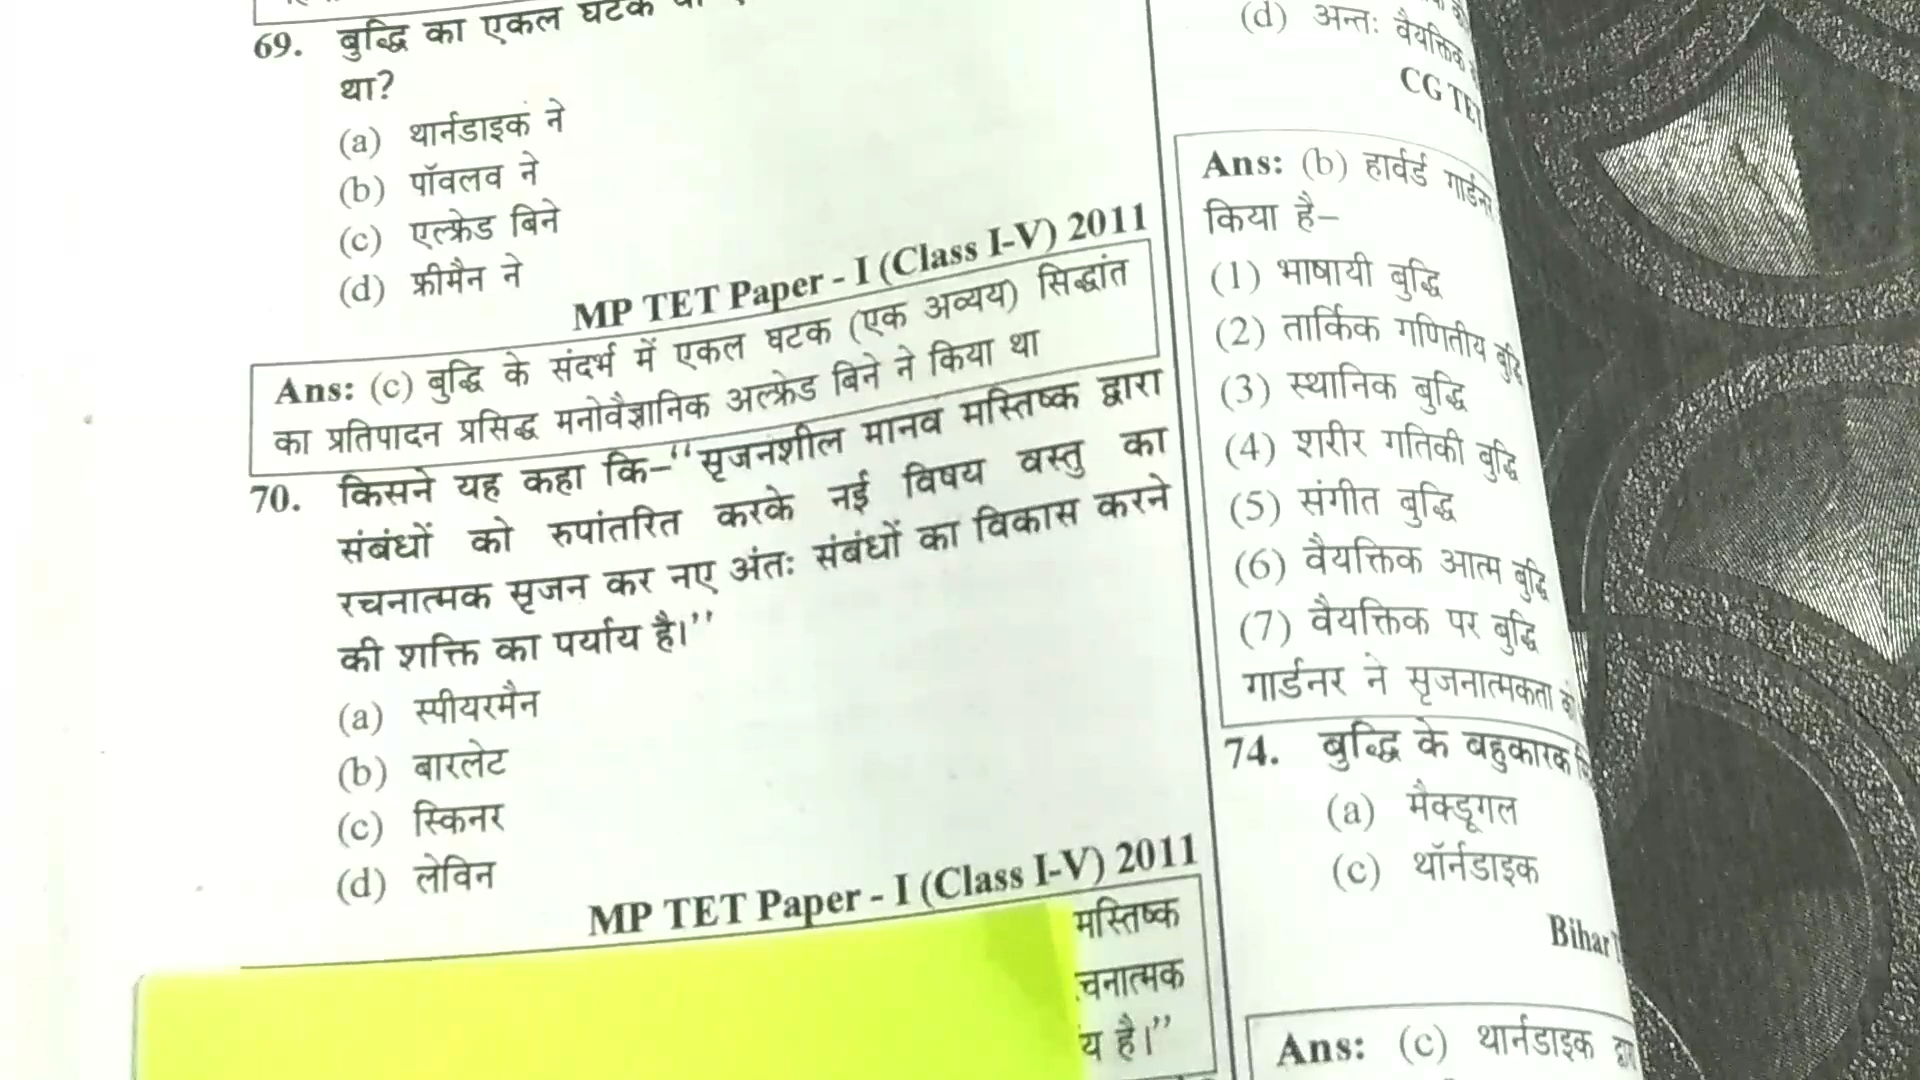 69. बुद्धि का एकल घटक
था?
(a) थार्नडाइक ने
(b) पॉवलव ने
(c) एल्फ्रेड बिने
(d) फ्रीमैन ने
MP TET Paper - I (Class I-V) 2011
Ans: (c) बुद्धि के संदर्भ में एकल घटक (एक अव्यय) सिद्धांत
का प्रतिपादन प्रसिद्ध मनोवैज्ञानिक अल्फ्रेड बिने ने किया था
70. किसने यह कहा कि–“सृजनशील मानव मस्तिष्क द्वारा
संबंधों को रुपांतरित करके नई विषय वस्तु का
रचनात्मक सृजन कर नए अंतः संबंधों का विकास करने
की शक्ति का पर्याय है।”
(a) स्पीयरमैन
(b) बारलेट
(c) स्किनर
(d) लेविन
MP TET Paper - I (Class I-V) 2011
मस्तिष्क
चनात्मक
य है।”
(d) अन्तः वैयक्तिक
CG TET
Ans: (b) हार्वर्ड गार्डनर
किया है–
(1) भाषायी बुद्धि
(2) तार्किक गणितीय बुद्धि
(3) स्थानिक बुद्धि
(4) शरीर गतिकी बुद्धि
(5) संगीत बुद्धि
(6) वैयक्तिक आत्म बुद्धि
(7) वैयक्तिक पर बुद्धि
गार्डनर ने सृजनात्मकता को
74. बुद्धि के बहुकारक
(a) मैक्डूगल
(c) थॉर्नडाइक
Bihar
Ans: (c) थार्नडाइक